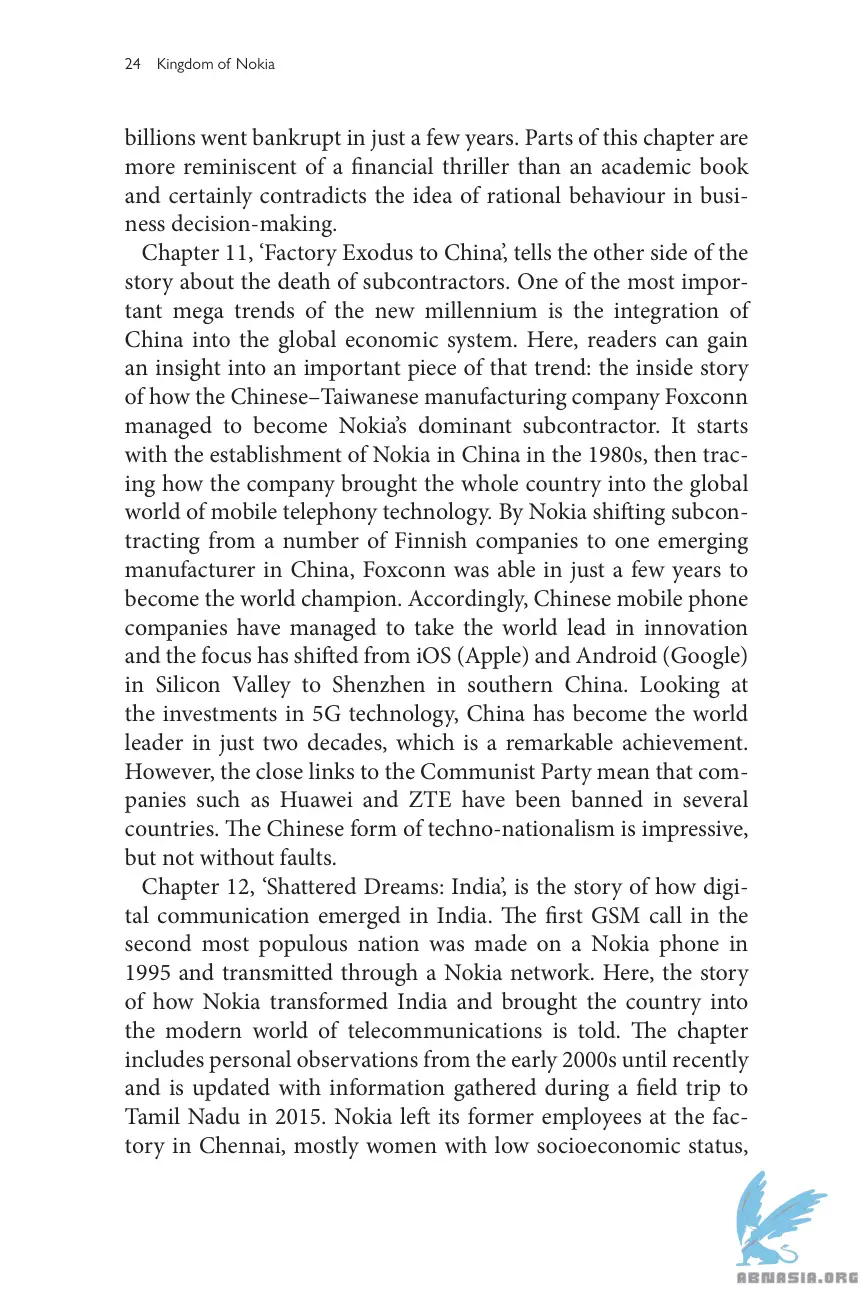 24 Kingdom of Nokia
billions went bankrupt in just a few years. Parts of this chapter are
more reminiscent of a financial thriller than an academic book
and certainly contradicts the idea of rational behaviour in busi-
ness decision-making.
Chapter 11, ‘Factory Exodus to China’, tells the other side of the
story about the death of subcontractors. One of the most impor-
tant mega trends of the new millennium is the integration of
China into the global economic system. Here, readers can gain
an insight into an important piece of that trend: the inside story
of how the Chinese–Taiwanese manufacturing company Foxconn
managed to become Nokia’s dominant subcontractor. It starts
with the establishment of Nokia in China in the 1980s, then trac-
ing how the company brought the whole country into the global
world of mobile telephony technology. By Nokia shifting subcon-
tracting from a number of Finnish companies to one emerging
manufacturer in China, Foxconn was able in just a few years to
become the world champion. Accordingly, Chinese mobile phone
companies have managed to take the world lead in innovation
and the focus has shifted from iOS (Apple) and Android (Google)
in Silicon Valley to Shenzhen in southern China. Looking at
the investments in 5G technology, China has become the world
leader in just two decades, which is a remarkable achievement.
However, the close links to the Communist Party mean that com-
panies such as Huawei and ZTE have been banned in several
countries. The Chinese form of techno-nationalism is impressive,
but not without faults.
Chapter 12, ‘Shattered Dreams: India’, is the story of how digi-
tal communication emerged in India. The first GSM call in the
second most populous nation was made on a Nokia phone in
1995 and transmitted through a Nokia network. Here, the story
of how Nokia transformed India and brought the country into
the modern world of telecommunications is told. The chapter
includes personal observations from the early 2000s until recently
and is updated with information gathered during a field trip to
Tamil Nadu in 2015. Nokia left its former employees at the fac-
tory in Chennai, mostly women with low socioeconomic status,
ABNASIA.ORG